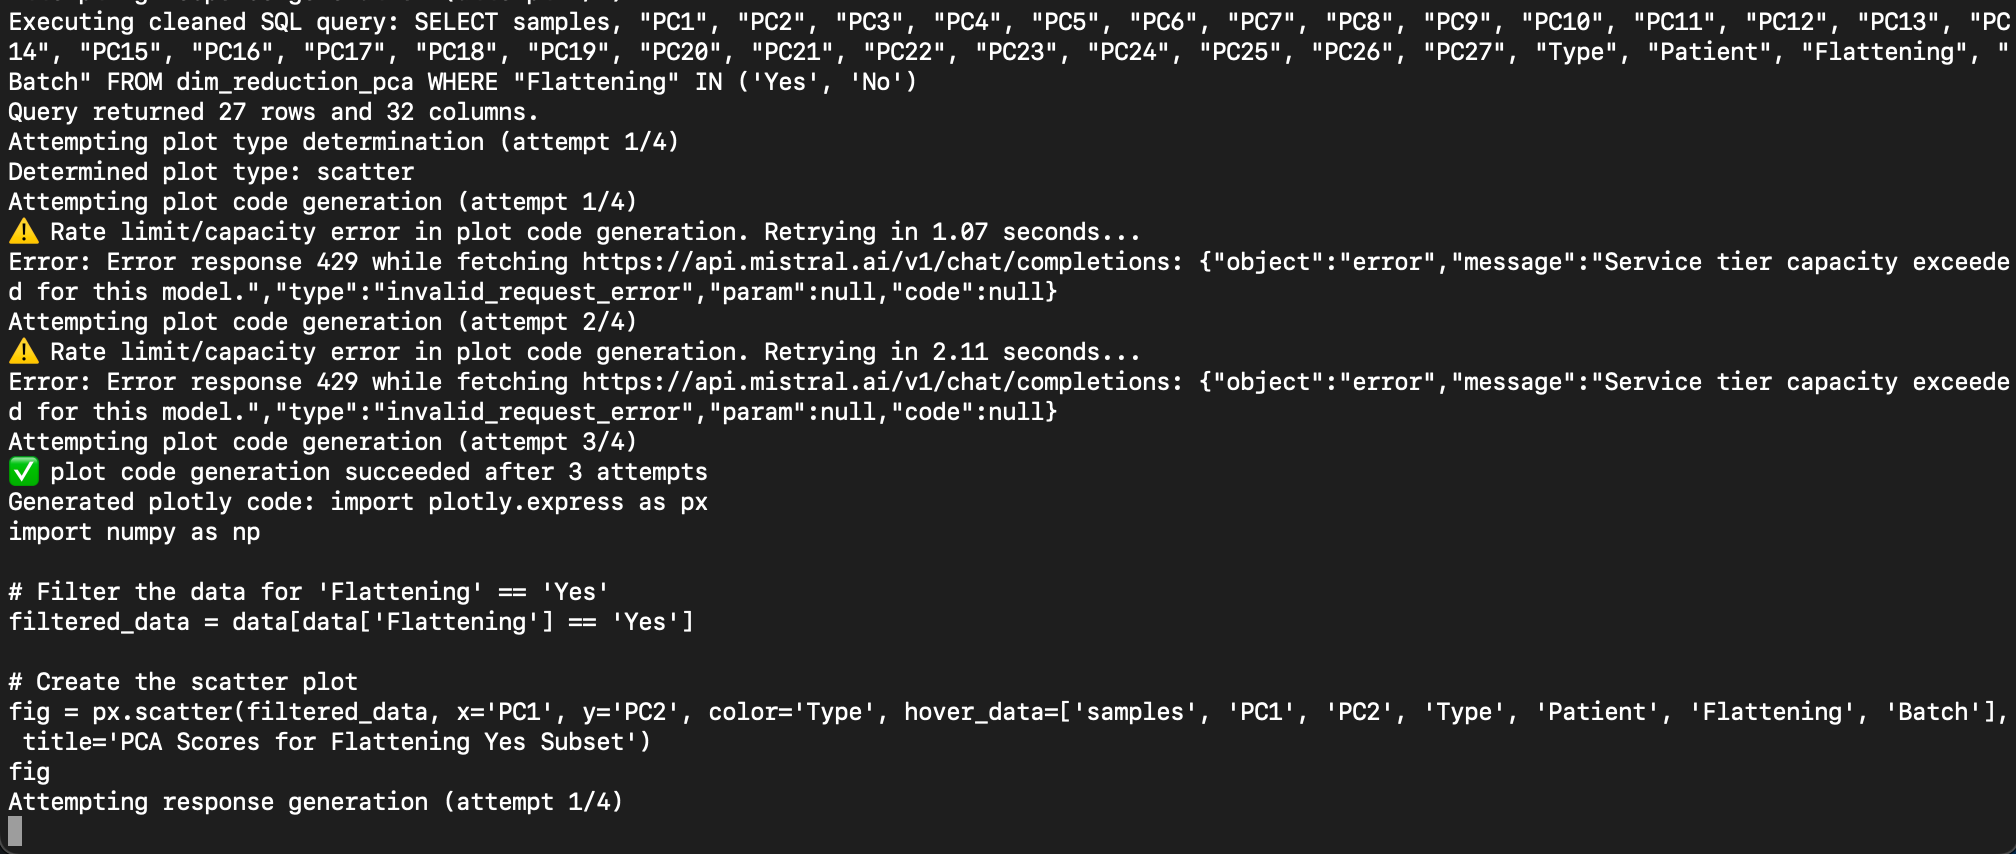 Executing cleaned SQL query: SELECT samples, "PC1", "PC2", "PC3", "PC4", "PC5", "PC6", "PC7", "PC8", "PC9", "PC10", "PC11", "PC12", "PC13", "PC
14", "PC15", "PC16", "PC17", "PC18", "PC19", "PC20", "PC21", "PC22", "PC23", "PC24", "PC25", "PC26", "PC27", "Type", "Patient", "Flattening", "
Batch" FROM dim_reduction_pca WHERE "Flattening" IN ('Yes', 'No')
Query returned 27 rows and 32 columns.
Attempting plot type determination (attempt 1/4)
Determined plot type: scatter
Attempting plot code generation (attempt 1/4)
⚠️ Rate limit/capacity error in plot code generation. Retrying in 1.07 seconds...
Error: Error response 429 while fetching https://api.mistral.ai/v1/chat/completions: {"object":"error","message":"Service tier capacity exceede
d for this model.","type":"invalid_request_error","param":null,"code":null}
Attempting plot code generation (attempt 2/4)
⚠️ Rate limit/capacity error in plot code generation. Retrying in 2.11 seconds...
Error: Error response 429 while fetching https://api.mistral.ai/v1/chat/completions: {"object":"error","message":"Service tier capacity exceede
d for this model.","type":"invalid_request_error","param":null,"code":null}
Attempting plot code generation (attempt 3/4)
✅ plot code generation succeeded after 3 attempts
Generated plotly code: import plotly.express as px
import numpy as np

# Filter the data for 'Flattening' == 'Yes'
filtered_data = data[data['Flattening'] == 'Yes']

# Create the scatter plot
fig = px.scatter(filtered_data, x='PC1', y='PC2', color='Type', hover_data=['samples', 'PC1', 'PC2', 'Type', 'Patient', 'Flattening', 'Batch'],
 title='PCA Scores for Flattening Yes Subset')
fig
Attempting response generation (attempt 1/4)